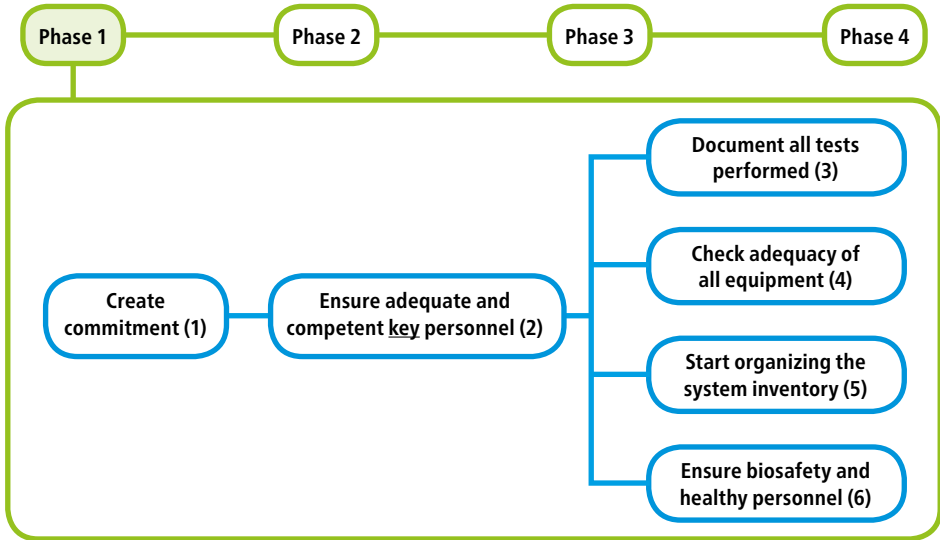 Phase 1
Phase 2
Phase 3
Phase 4
Create
commitment (1)
Ensure adequate and
competent key personnel (2)
Document all tests
performed (3)
Check adequacy of
all equipment (4)
Start organizing the
system inventory (5)
Ensure biosafety and
healthy personnel (6)